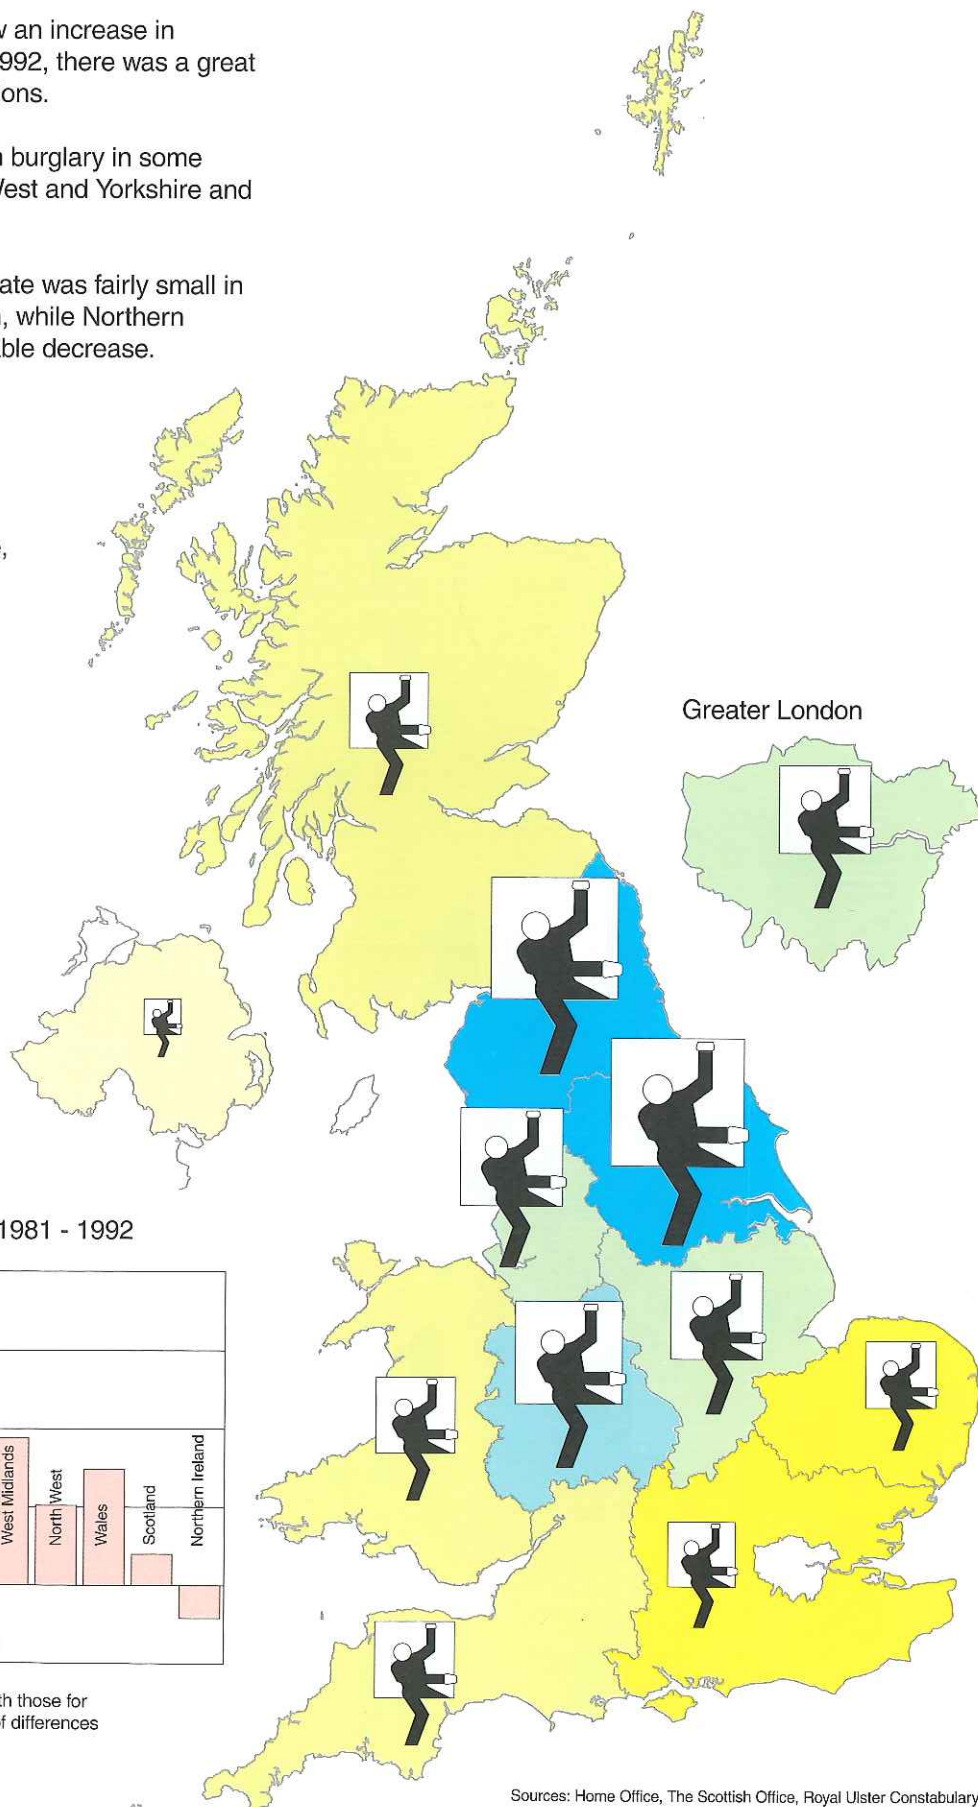 an increase in
992, there was a great
ons.
burglary in some
West and Yorkshire and
ate was fairly small in
, while Northern
able decrease.
Greater London
1981 - 1992
West Midlands
North West
Wales
Scotland
Northern Ireland
th those for
of differences
Sources: Home Office, The Scottish Office, Royal Ulster Constabulary